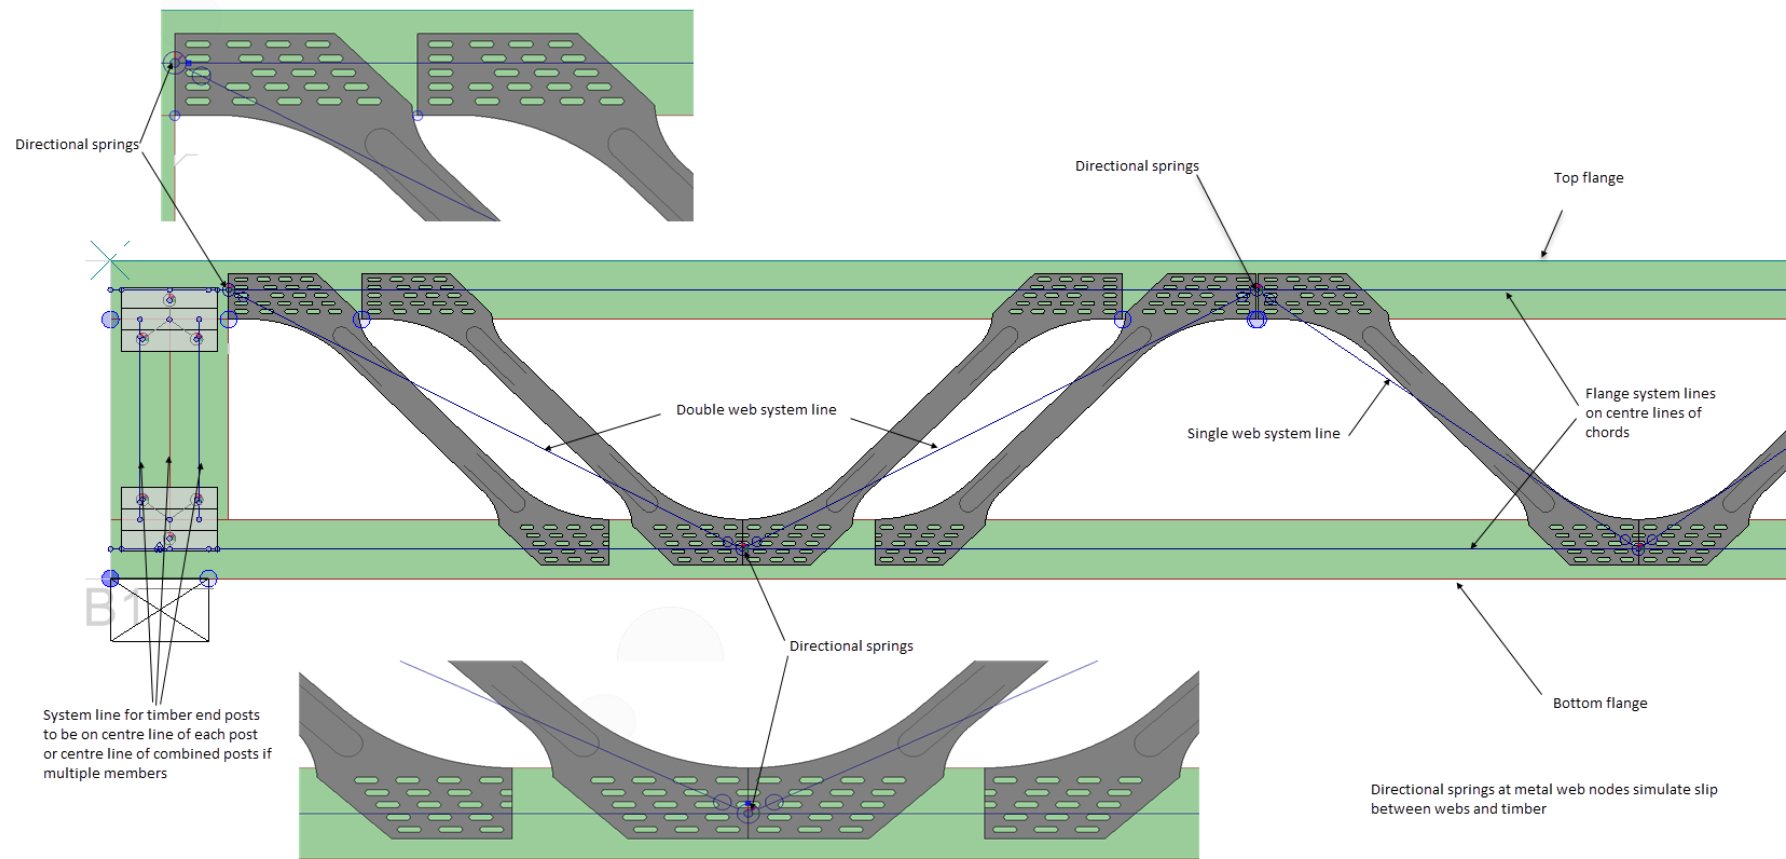 Directional springs
Directional springs
Top flange
Double web system line
Single web system line
Flange system lines
on centre lines of
chords
B1
Directional springs
System line for timber end posts
to be on centre line of each post
or centre line of combined posts if
multiple members
Bottom flange
Directional springs at metal web nodes simulate slip
between webs and timber